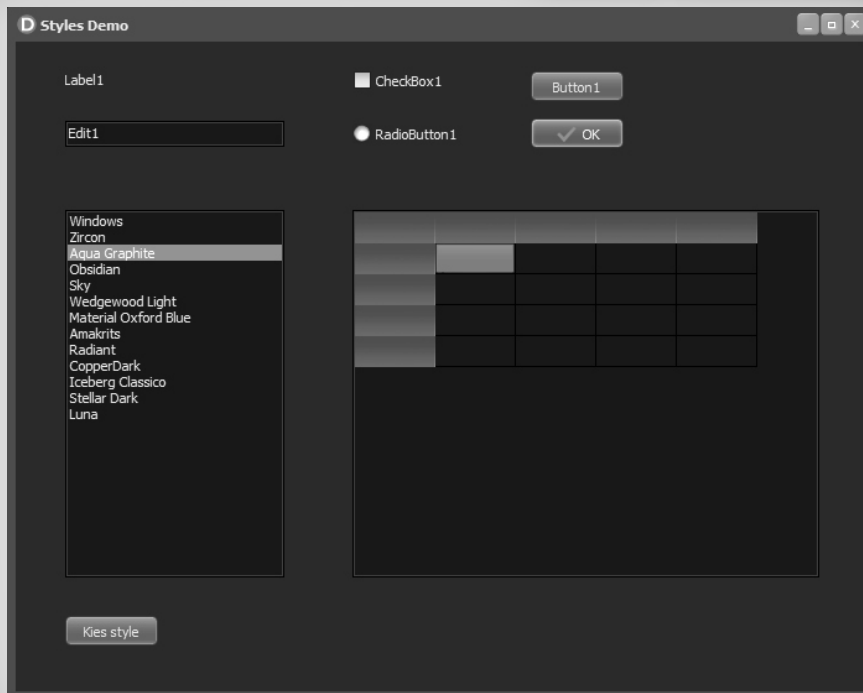 D Styles Demo
Label1
CheckBox1
Button1
Edit1
RadioButton1
OK
Windows
Zircon
Aqua Graphite
Obsidian
Sky
Wedgewood Light
Material Oxford Blue
Amakrits
Radiant
CopperDark
Iceberg Classico
Stellar Dark
Luna
Kies style